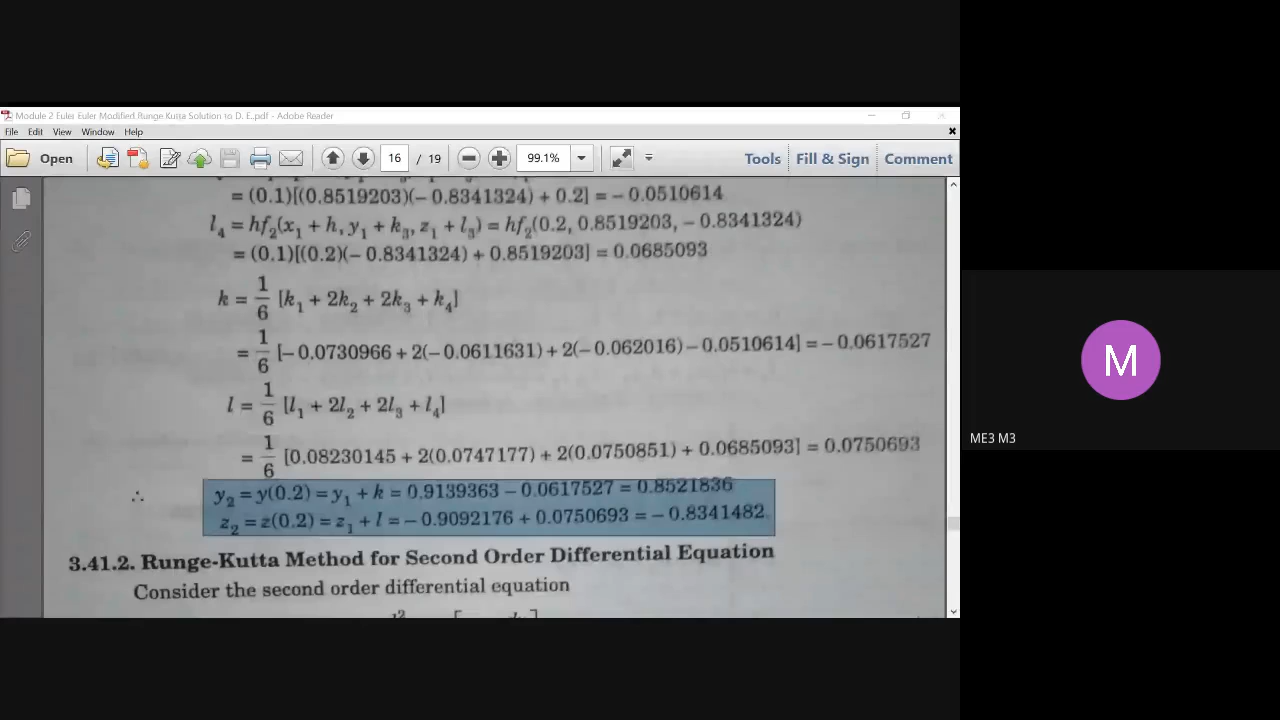 Module 2 Euler Euler Modified Runge Kutta Solution to D. E..pdf - Adobe Reader
File Edit View Window Help
Open 16 / 19 99.1% Tools Fill & Sign Comment
= (0.1)[(0.8519203)(– 0.8341324) + 0.2] = – 0.0510614
l₄ = hf₂(x₁ + h, y₁ + k₃, z₁ + l₃) = hf₂(0.2, 0.8519203, – 0.8341324)
= (0.1)[(0.2)(– 0.8341324) + 0.8519203] = 0.0685093
k = 1/6 [k₁ + 2k₂ + 2k₃ + k₄]
= 1/6 [– 0.0730966 + 2(– 0.0611631) + 2(– 0.062016) – 0.0510614] = – 0.0617527
l = 1/6 [l₁ + 2l₂ + 2l₃ + l₄]
= 1/6 [0.08230145 + 2(0.0747177) + 2(0.0750851) + 0.0685093] = 0.0750693
∴ y₂ = y(0.2) = y₁ + k = 0.9139363 – 0.0617527 = 0.8521836
z₂ = z(0.2) = z₁ + l = – 0.9092176 + 0.0750693 = – 0.8341482.
3.41.2. Runge-Kutta Method for Second Order Differential Equation
Consider the second order differential equation
M
ME3 M3